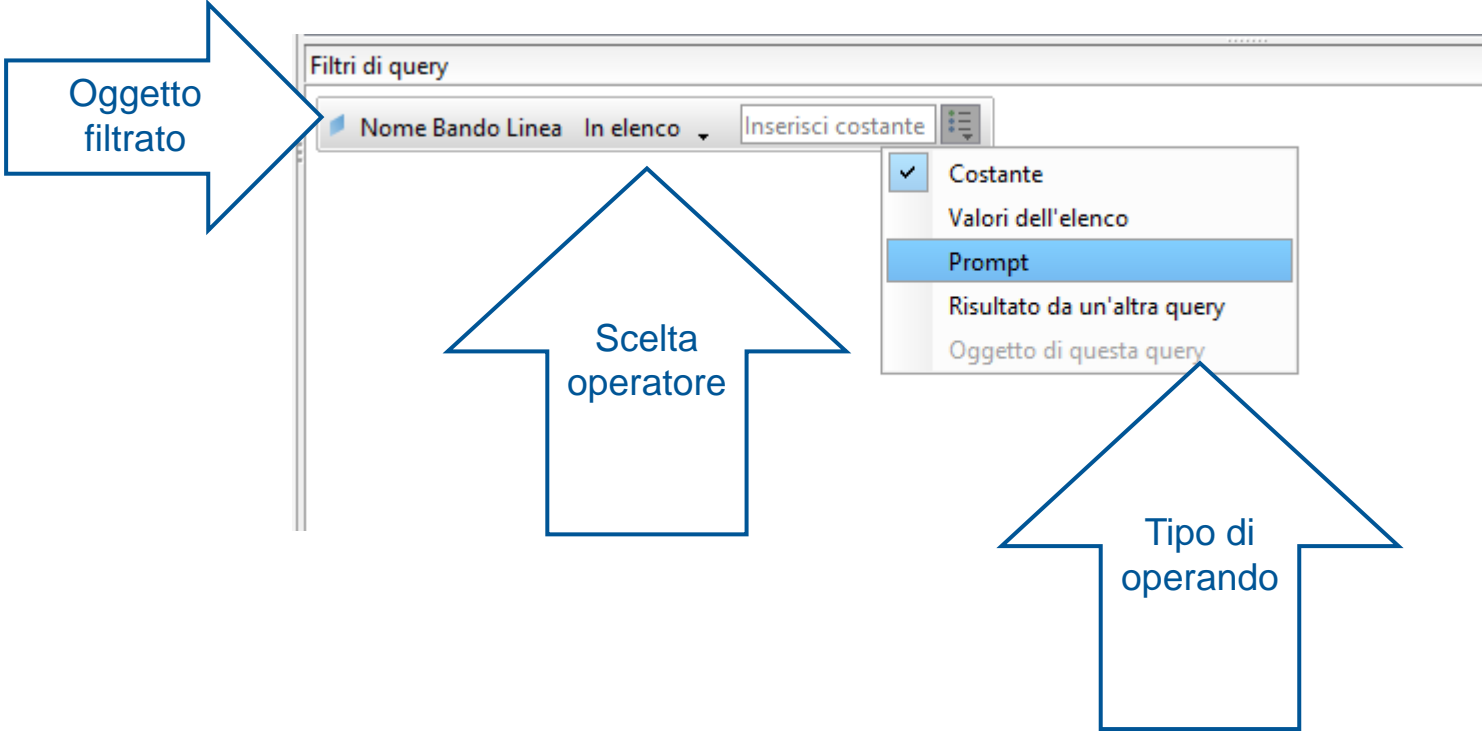 Filtri di query
Oggetto
filtrato
Nome Bando Linea In elenco Inserisci costante
Costante
Valori dell'elenco
Prompt
Risultato da un'altra query
Oggetto di questa query
Scelta
operatore
Tipo di
operando